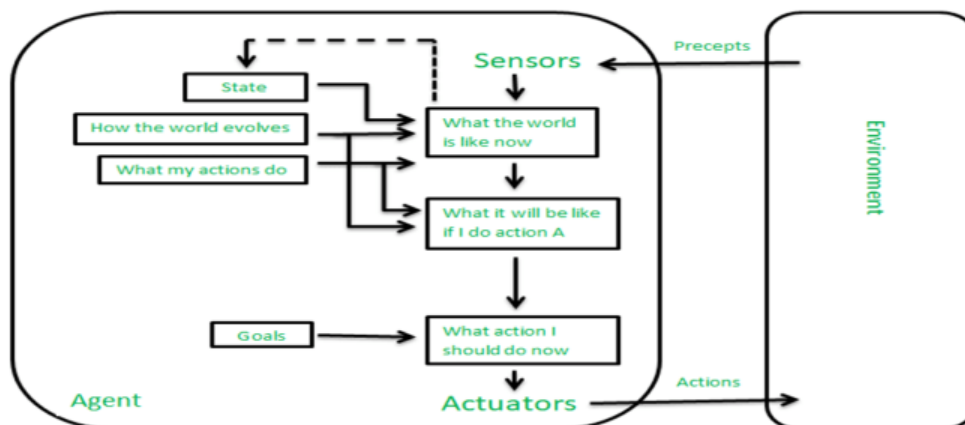 Sensors
Precepts
State
How the world evolves
What my actions do
What the world
is like now
What it will be like
if I do action A
Goals
What action I
should do now
Agent
Actuators
Actions
Environment